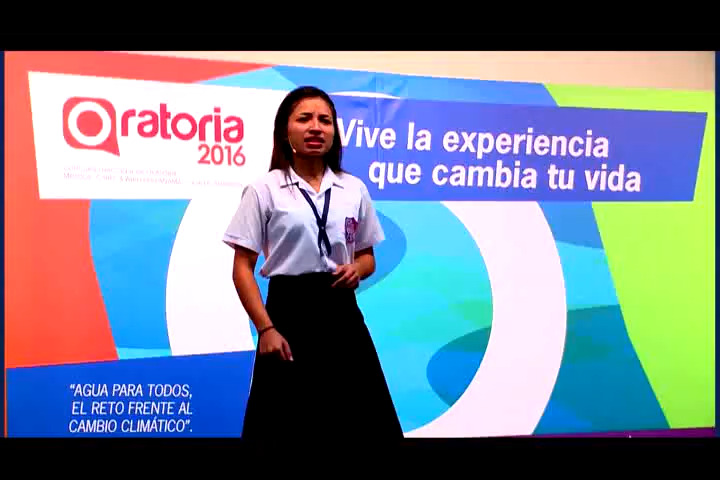 Oratoria
2016
Vive la experiencia
que cambia tu vida
"AGUA PARA TODOS,
EL RETO FRENTE AL
CAMBIO CLIMÁTICO".